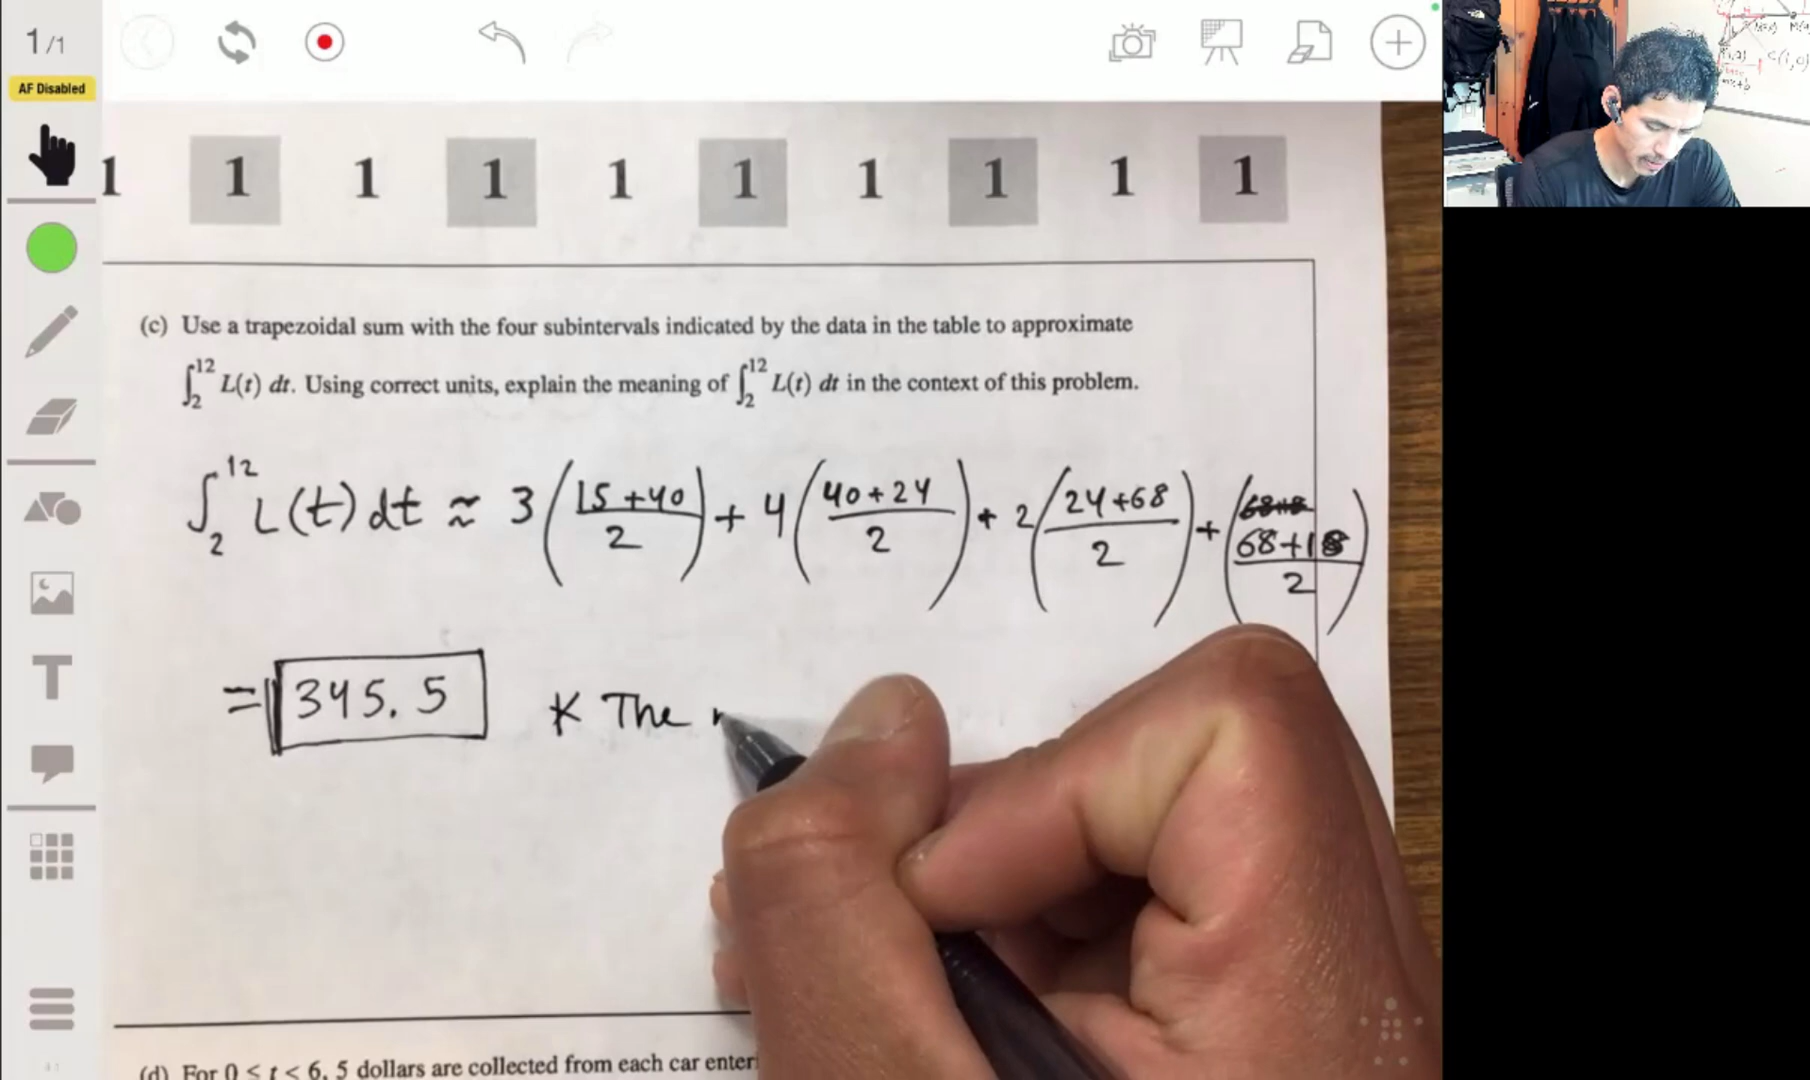 1/1
AF Disabled
1 1 1 1 1 1 1 1 1 1
(c) Use a trapezoidal sum with the four subintervals indicated by the data in the table to approximate
∫₂¹² L(t) dt. Using correct units, explain the meaning of ∫₂¹² L(t) dt in the context of this problem.
∫₂¹² L(t) dt ≈ 3((15+40)/2) + 4((40+24)/2) + 2((24+68)/2) + ((68+18)/2)
= 345.5 * The
(d) For 0 ≤ t < 6, 5 dollars are collected from each car
T
C(1,0)